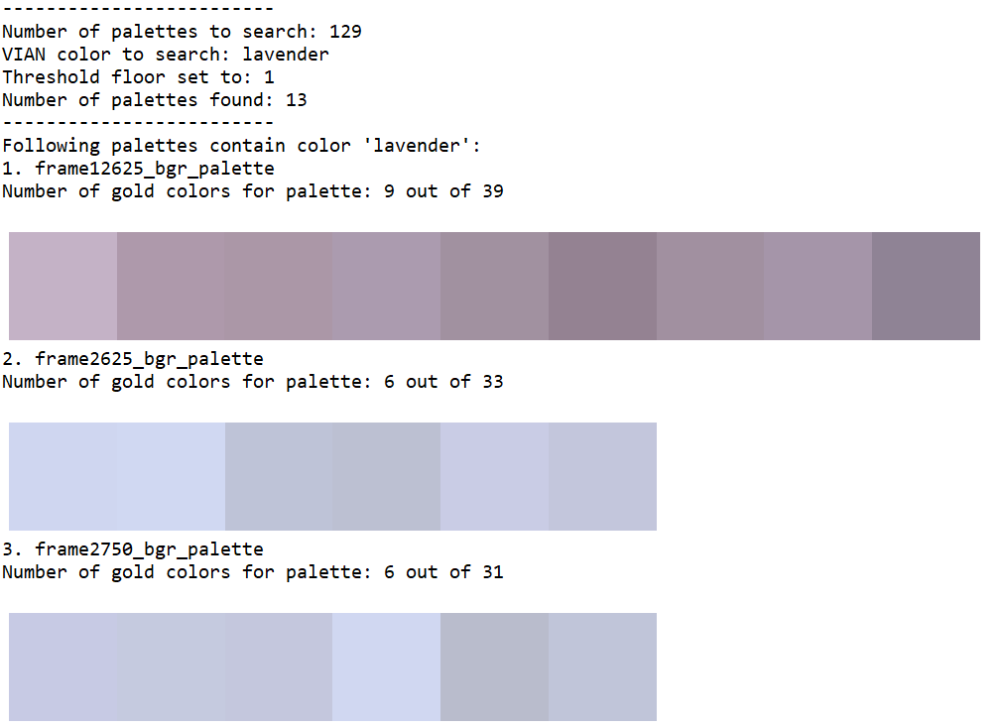 -------------------------
Number of palettes to search: 129
VIAN color to search: lavender
Threshold floor set to: 1
Number of palettes found: 13
-------------------------
Following palettes contain color 'lavender':
1. frame12625_bgr_palette
Number of gold colors for palette: 9 out of 39
2. frame2625_bgr_palette
Number of gold colors for palette: 6 out of 33
3. frame2750_bgr_palette
Number of gold colors for palette: 6 out of 31